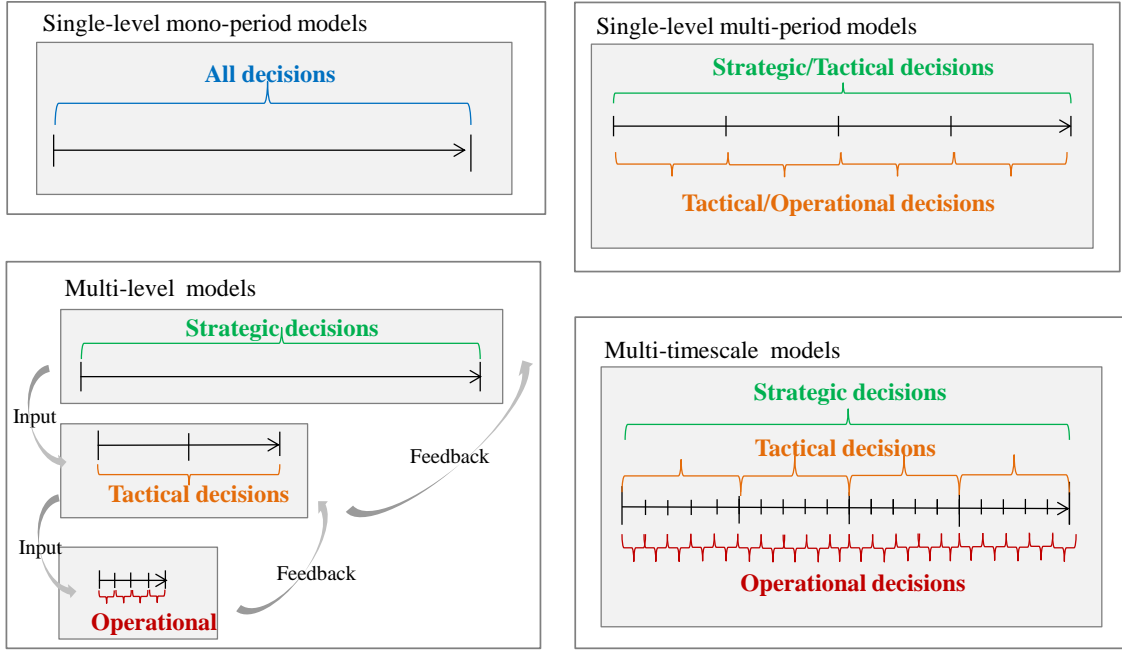 Single-level mono-period models
All decisions
Single-level multi-period models
Strategic/Tactical decisions
Tactical/Operational decisions
Multi-level models
Strategic decisions
Input
Tactical decisions
Feedback
Input
Operational
Feedback
Multi-timescale models
Strategic decisions
Tactical decisions
Operational decisions